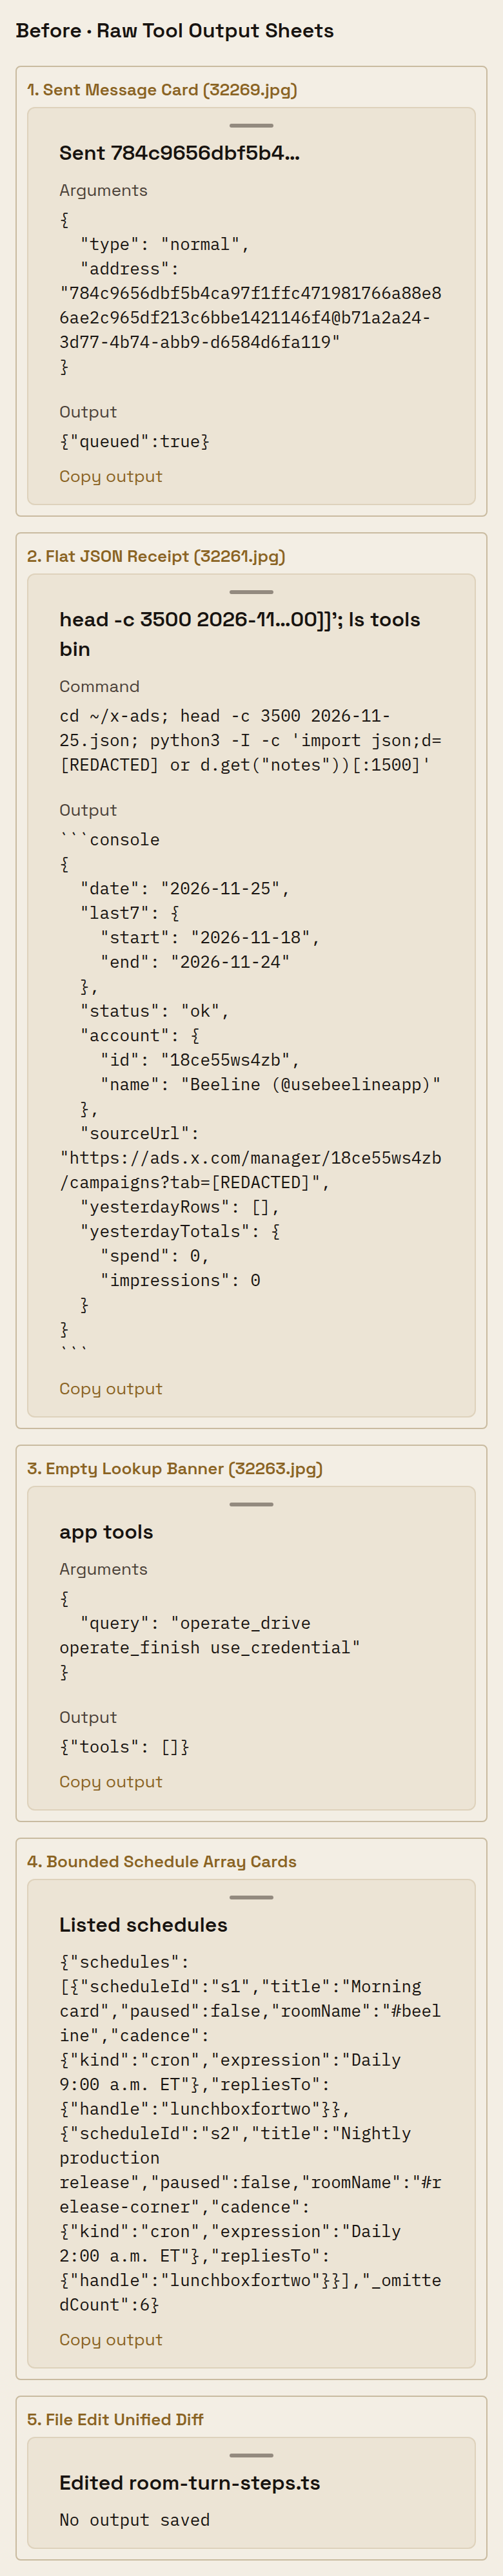 Before · Raw Tool Output Sheets
1. Sent Message Card (32269.jpg)
Sent 784c9656dbf5b4...
Arguments
{
  "type": "normal",
  "address":
"784c9656dbf5b4ca97f1ffc471981766a88e8
6ae2c965df213c6bbe1421146f4@b71a2a24-
3d77-4b74-abb9-d6584d6fa119"
}
Output
{"queued":true}
Copy output
2. Flat JSON Receipt (32261.jpg)
head -c 3500 2026-11...00]]'; ls tools
bin
Command
cd ~/x-ads; head -c 3500 2026-11-
25.json; python3 -I -c 'import json;d=
[REDACTED] or d.get("notes"))[:1500]'
Output
```console
{
  "date": "2026-11-25",
  "last7": {
    "start": "2026-11-18",
    "end": "2026-11-24"
  },
  "status": "ok",
  "account": {
    "id": "18ce55ws4zb",
    "name": "Beeline (@usebeelineapp)"
  },
  "sourceUrl":
"https://ads.x.com/manager/18ce55ws4zb
/campaigns?tab=[REDACTED]",
  "yesterdayRows": [],
  "yesterdayTotals": {
    "spend": 0,
    "impressions": 0
  }
}
```
Copy output
3. Empty Lookup Banner (32263.jpg)
app tools
Arguments
{
  "query": "operate_drive
operate_finish use_credential"
}
Output
{"tools": []}
Copy output
4. Bounded Schedule Array Cards
Listed schedules
{"schedules":
[{"scheduleId":"s1","title":"Morning
card","paused":false,"roomName":"#beel
ine","cadence":
{"kind":"cron","expression":"Daily
9:00 a.m. ET"},"repliesTo":
{"handle":"lunchboxfortwo"}},
{"scheduleId":"s2","title":"Nightly
production
release","paused":false,"roomName":"#r
elease-corner","cadence":
{"kind":"cron","expression":"Daily
2:00 a.m. ET"},"repliesTo":
{"handle":"lunchboxfortwo"}}],"_omitte
dCount":6}
Copy output
5. File Edit Unified Diff
Edited room-turn-steps.ts
No output saved